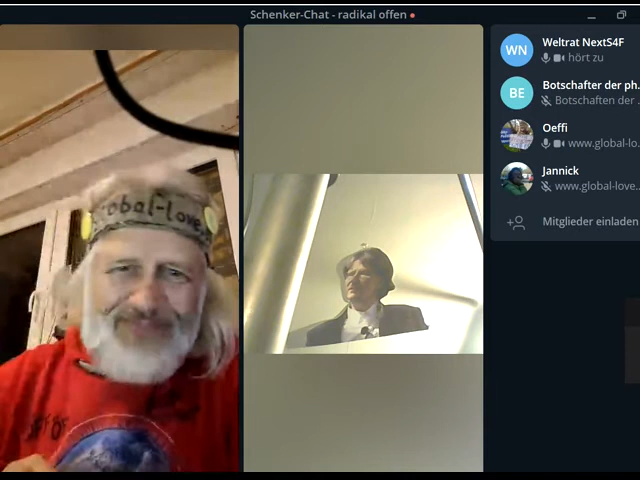 Schenker-Chat - radikal offen
obal-love
WN
Weltrat NextS4F
hört zu
BE
Botschafter der ph.
Botschaften der .
Oeffi
www.global-lo..
Jannick
www.global-love..
Mitglieder einladen